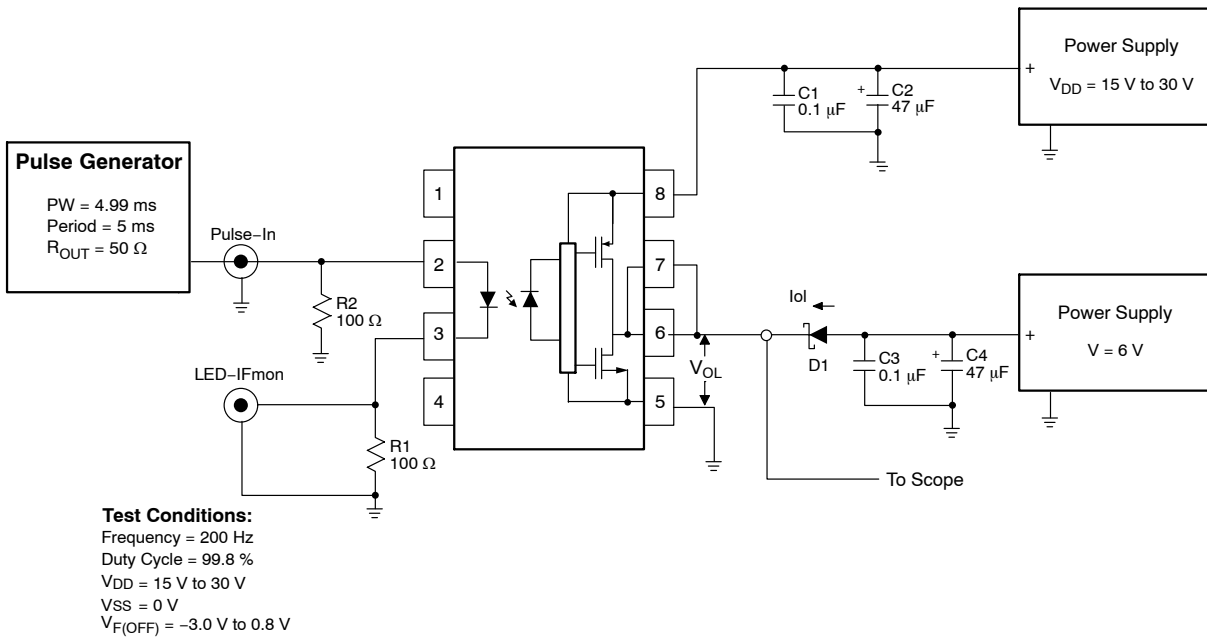 Pulse Generator
PW = 4.99 ms
Period = 5 ms
R_OUT = 50 Ω
Pulse−In
R2
100 Ω
LED−IFmon
R1
100 Ω
1
2
3
4
8
7
6
5
V_OL
C1
0.1 μF
+
C2
47 μF
+
Power Supply
V_DD = 15 V to 30 V
Iol
D1
C3
0.1 μF
+
C4
47 μF
+
Power Supply
V = 6 V
To Scope
Test Conditions:
Frequency = 200 Hz
Duty Cycle = 99.8 %
VDD = 15 V to 30 V
VSS = 0 V
VF(OFF) = −3.0 V to 0.8 V